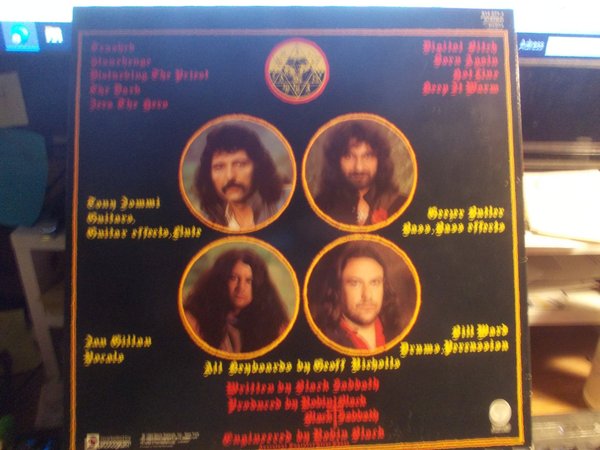 Trashed
Stonehenge
Disturbing The Priest
The Dark
Zero The Hero
Digital Bitch
Born Again
Hot Line
Keep It Warm
Tony Iommi
Guitars,
Guitar effects, Flute
Geezer Butler
Bass, Bass effects
Ian Gillan
Vocals
Bill Ward
Drums, Percussion
All Keyboards by Geoff Nicholls
Written by Black Sabbath
Produced by Robin Black
Black Sabbath
Engineered by Robin Black